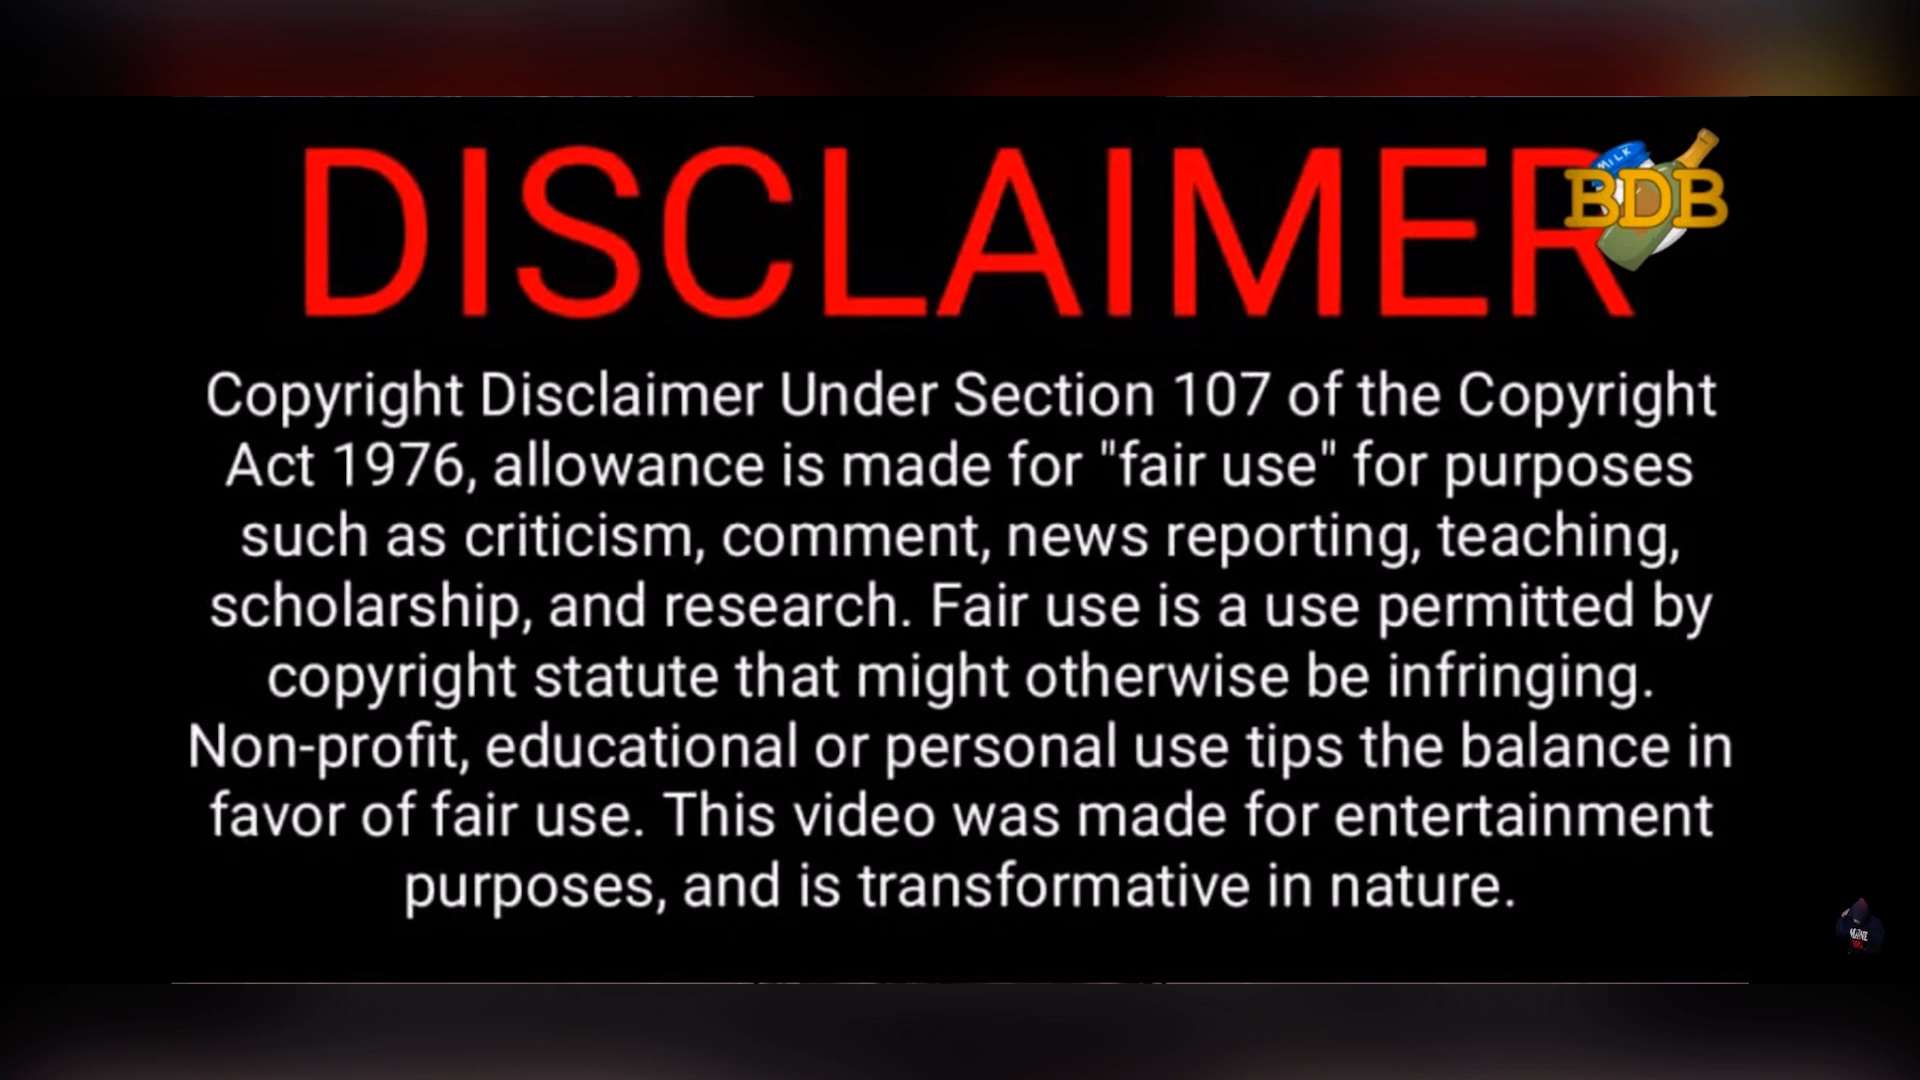 DISCLAIMER
MILK
BDB
Copyright Disclaimer Under Section 107 of the Copyright
Act 1976, allowance is made for "fair use" for purposes
such as criticism, comment, news reporting, teaching,
scholarship, and research. Fair use is a use permitted by
copyright statute that might otherwise be infringing.
Non-profit, educational or personal use tips the balance in
favor of fair use. This video was made for entertainment
purposes, and is transformative in nature.